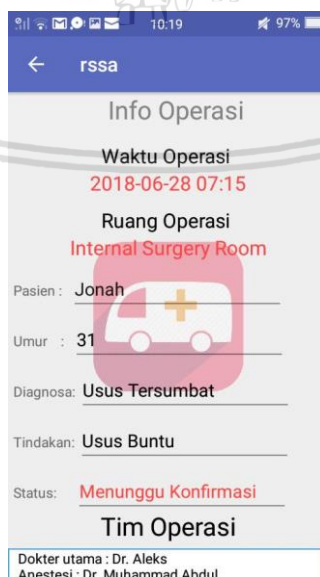 10:19
97%
rssa
Info Operasi
Waktu Operasi
2018-06-28 07:15
Ruang Operasi
Internal Surgery Room
Pasien : Jonah
Umur : 31
Diagnosa: Usus Tersumbat
Tindakan: Usus Buntu
Status: Menunggu Konfirmasi
Tim Operasi
Dokter utama : Dr. Aleks
Anestesi : Dr. Muhammad Abdul